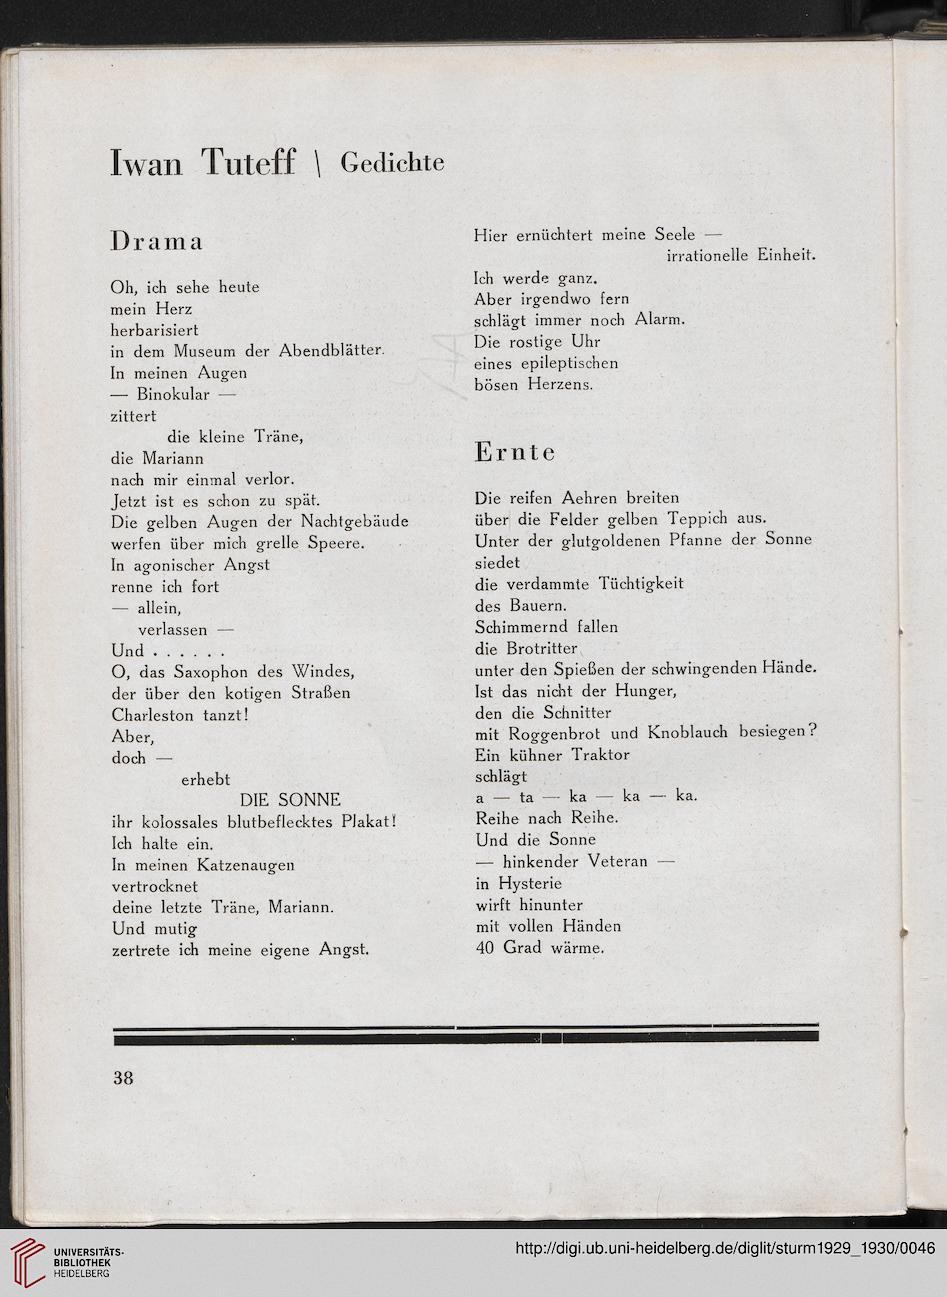 Iwan Tuteff \ Gedichte
Drama
Oh, ich sehe heute
mein Herz
herbarisiert
in dem Museum der Abendblätter.
In meinen Augen
— Binokular —
zittert
die kleine Träne,
die Mariann
nach mir einmal verlor.
Jetzt ist es schon zu spät.
Die gelben Augen der Nachtgebäude
werfen über mich grelle Speere.
In agonischer Angst
renne ich fort
— allein,
verlassen —
Und . . . . . .
O, das Saxophon des Windes,
der über den kotigen Straßen
Charleston tanzt!
Aber,
doch —
erhebt
DIE SONNE
ihr kolossales blutbeflecktes Plakat!
Ich halte ein.
In meinen Katzenaugen
vertrocknet
deine letzte Träne, Mariann.
Und mutig
zertrete ich meine eigene Angst.
Hier ernüchtert meine Seele —
irrationelle Einheit.
Ich werde ganz.
Aber irgendwo fern
schlägt immer noch Alarm.
Die rostige Uhr
eines epileptischen
bösen Herzens.
Ernte
Die reifen Aehren breiten
über die Felder gelben Teppich aus.
Unter der glutgoldenen Pfanne der Sonne
siedet
die verdammte Tüchtigkeit
des Bauern.
Schimmernd fallen
die Brotritter
unter den Spießen der schwingenden Hände.
Ist das nicht der Hunger,
den die Schnitter
mit Roggenbrot und Knoblauch besiegen?
Ein kühner Traktor
schlägt
a — ta — ka — ka — ka.
Reihe nach Reihe.
Und die Sonne
— hinkender Veteran —
in Hysterie
wirft hinunter
mit vollen Händen
40 Grad wärme.
38
UNIVERSITÄTS-
BIBLIOTHEK
HEIDELBERG
http://digi.ub.uni-heidelberg.de/diglit/sturm1929_1930/0046